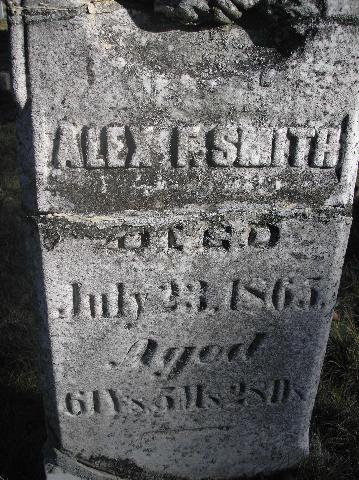 ALEX F. SMITH
DIED
July 23, 1865.
Aged
61 Ys 5 Ms 28 Ds